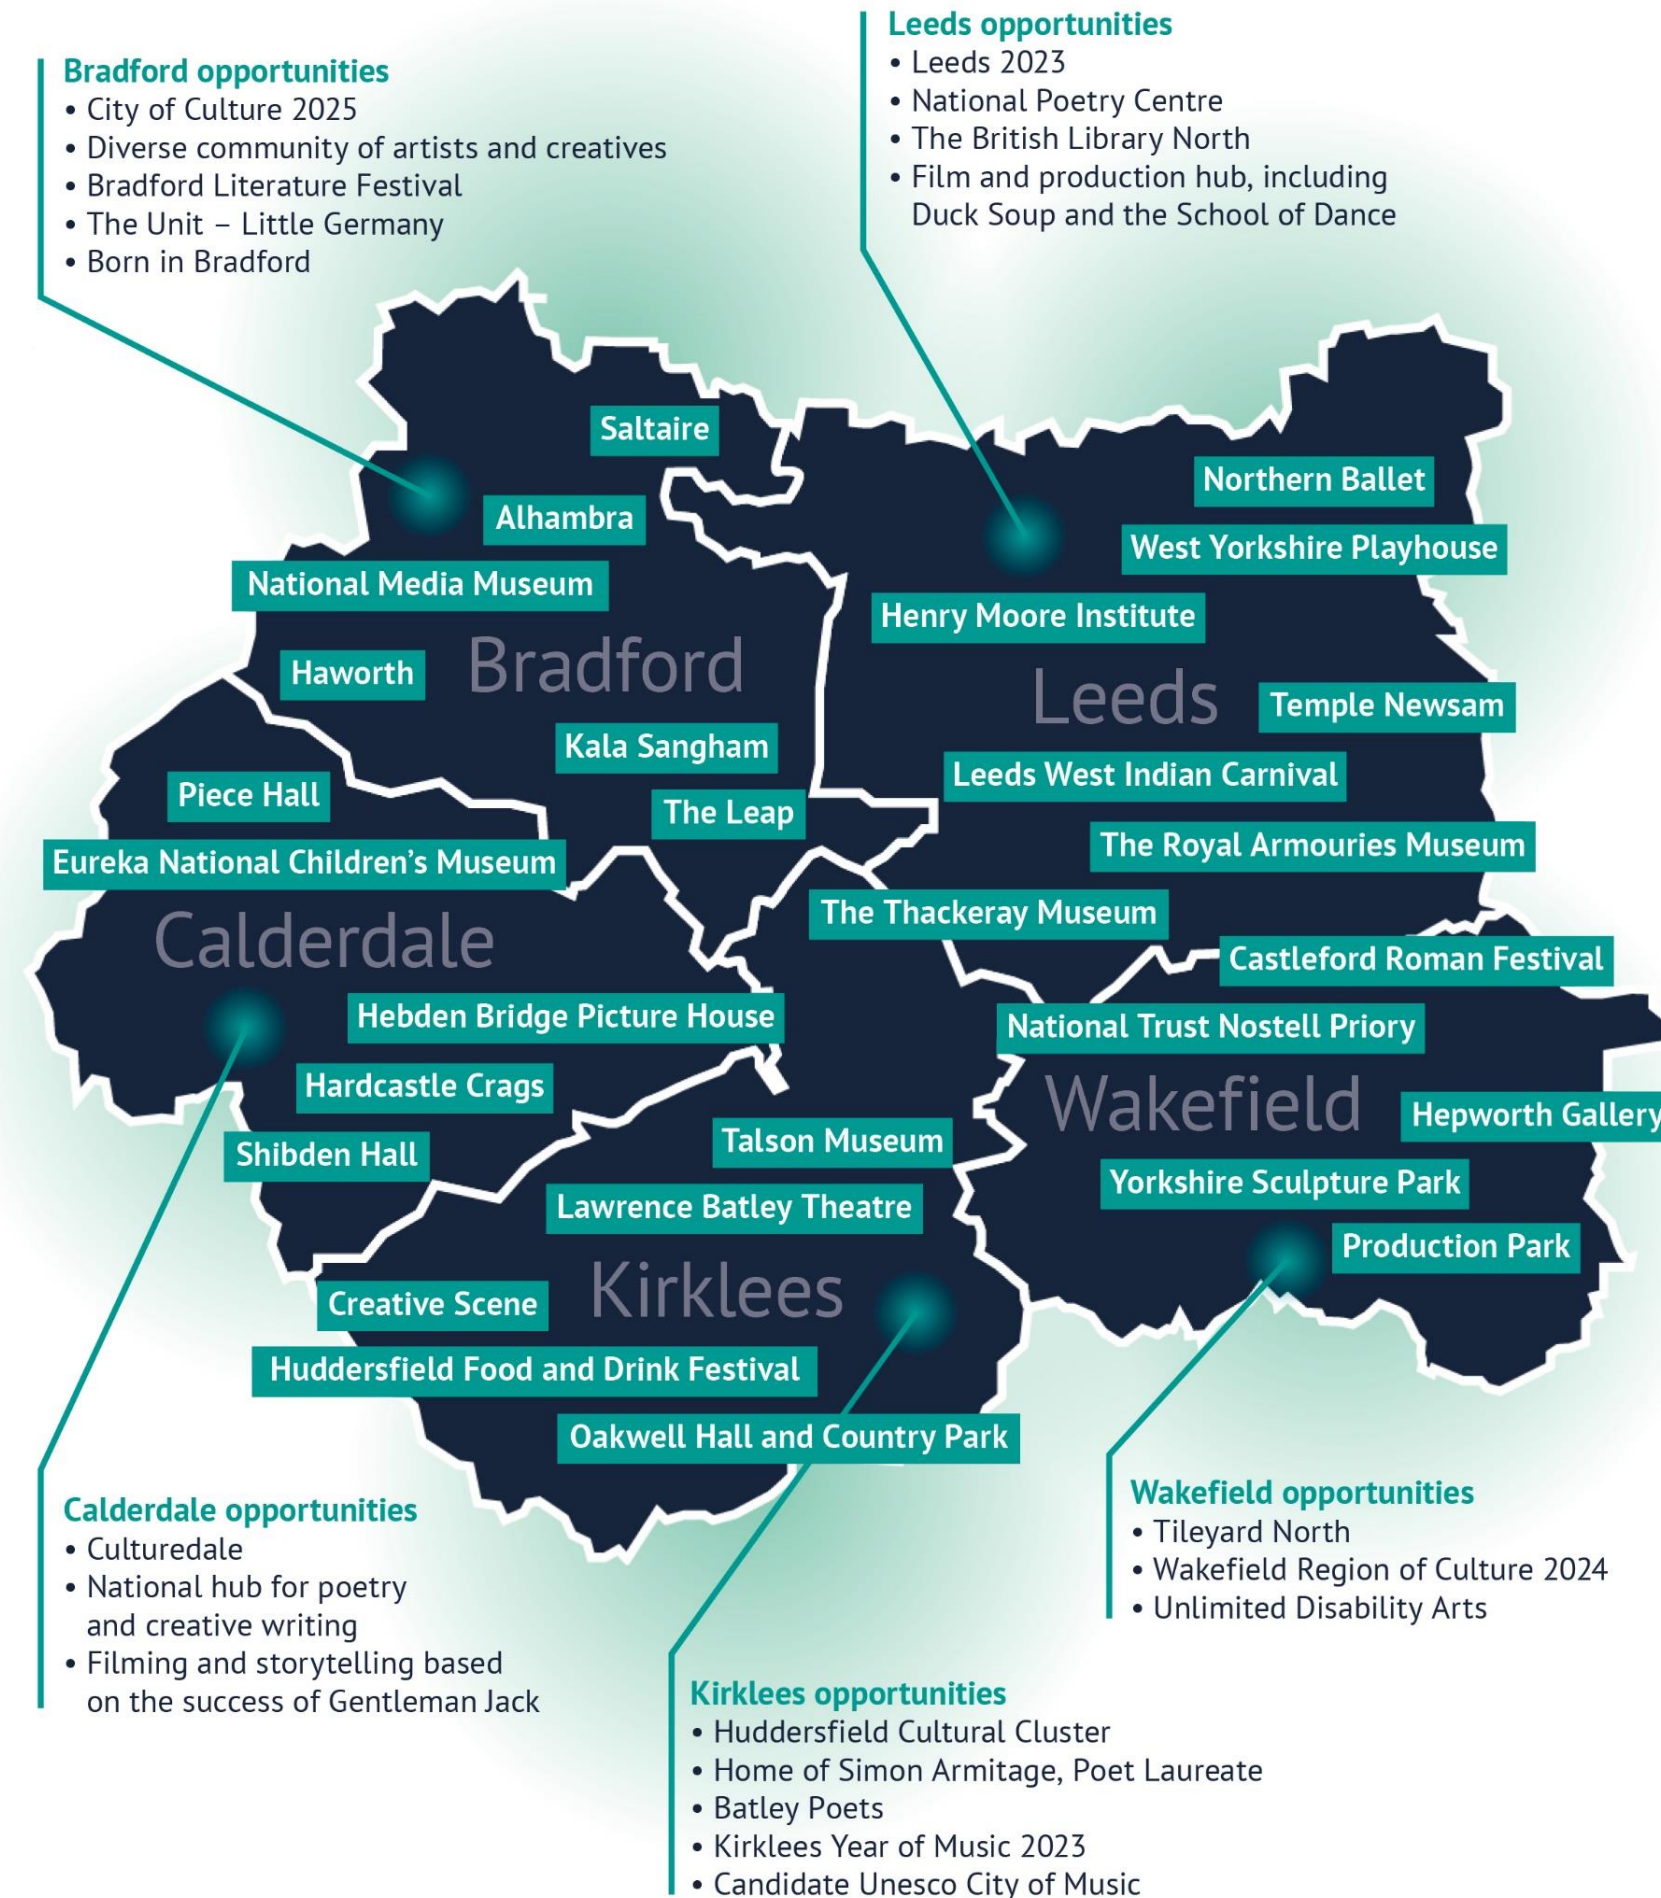 Leeds opportunities
• Leeds 2023
• National Poetry Centre
• The British Library North
• Film and production hub, including
Duck Soup and the School of Dance
Bradford opportunities
• City of Culture 2025
• Diverse community of artists and creatives
• Bradford Literature Festival
• The Unit – Little Germany
• Born in Bradford
Saltaire
Alhambra
National Media Museum
Bradford
Haworth
Kala Sangham
The Leap
Northern Ballet
West Yorkshire Playhouse
Henry Moore Institute
Leeds
Temple Newsam
Leeds West Indian Carnival
The Royal Armouries Museum
The Thackeray Museum
Piece Hall
Eureka National Children’s Museum
Calderdale
Hebden Bridge Picture House
Hardcastle Crags
Shibden Hall
Castleford Roman Festival
National Trust Nostell Priory
Wakefield
Hepworth Gallery
Yorkshire Sculpture Park
Production Park
Talson Museum
Lawrence Batley Theatre
Kirklees
Creative Scene
Huddersfield Food and Drink Festival
Oakwell Hall and Country Park
Calderdale opportunities
• Culturedale
• National hub for poetry
and creative writing
• Filming and storytelling based
on the success of Gentleman Jack
Wakefield opportunities
• Tileyard North
• Wakefield Region of Culture 2024
• Unlimited Disability Arts
Kirklees opportunities
• Huddersfield Cultural Cluster
• Home of Simon Armitage, Poet Laureate
• Batley Poets
• Kirklees Year of Music 2023
• Candidate Unesco City of Music